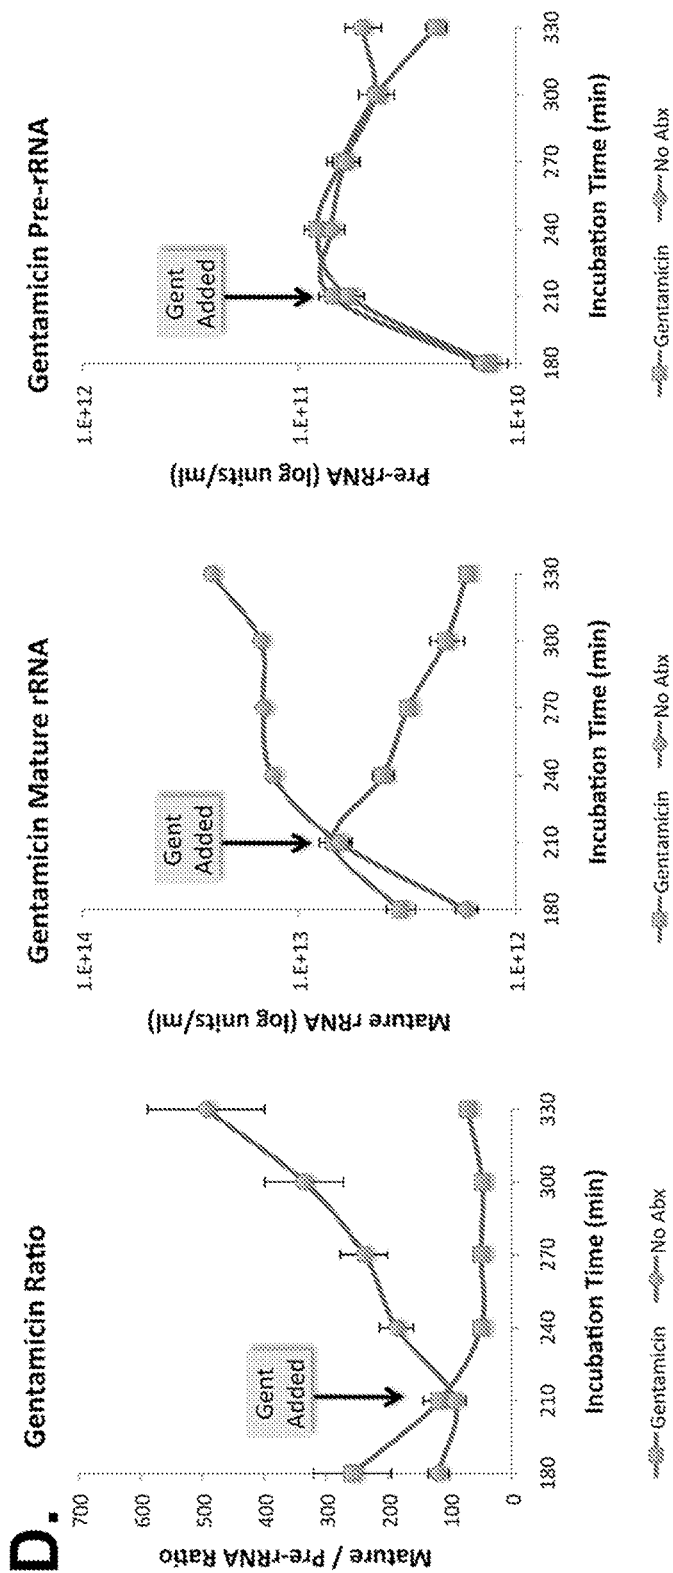 D.
Gentamicin Ratio
Mature / Pre-rRNA Ratio
700
600
500
400
300
200
100
0
Gent
Added
180
210
240
270
300
330
Incubation Time (min)
Gentamicin
No Abx
Gentamicin Mature rRNA
Mature rRNA (log units/ml)
1.E+14
1.E+13
1.E+12
Gent
Added
180
210
240
270
300
330
Incubation Time (min)
Gentamicin
No Abx
Gentamicin Pre-rRNA
Pre-rRNA (log units/ml)
1.E+12
1.E+11
1.E+10
Gent
Added
180
210
240
270
300
330
Incubation Time (min)
Gentamicin
No Abx